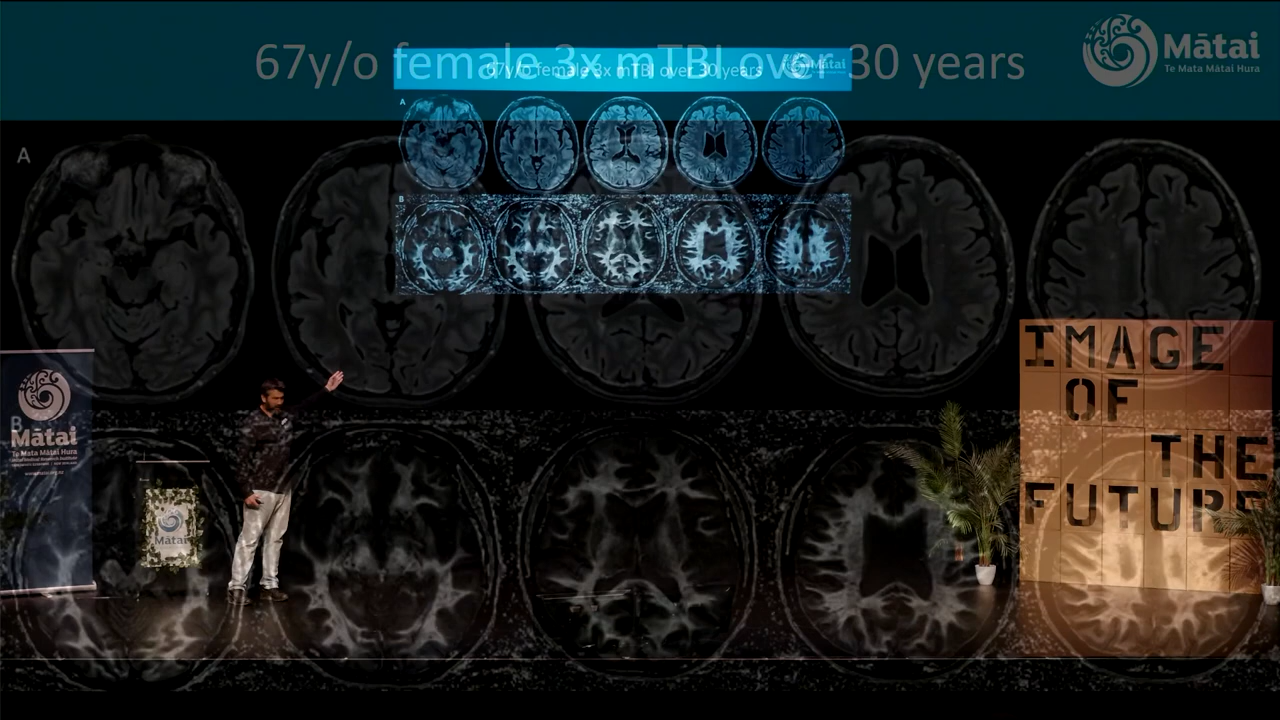 67y/o female 3x mTBI over 30 years
Mātai
Te Mata Mātai Hura
67y/o female 3x mTBI over 30 years
Mātai
A
A
B
B
Mātai
Te Mata Mātai Hura
Mātai
IMAGE
OF
THE
FUTURE